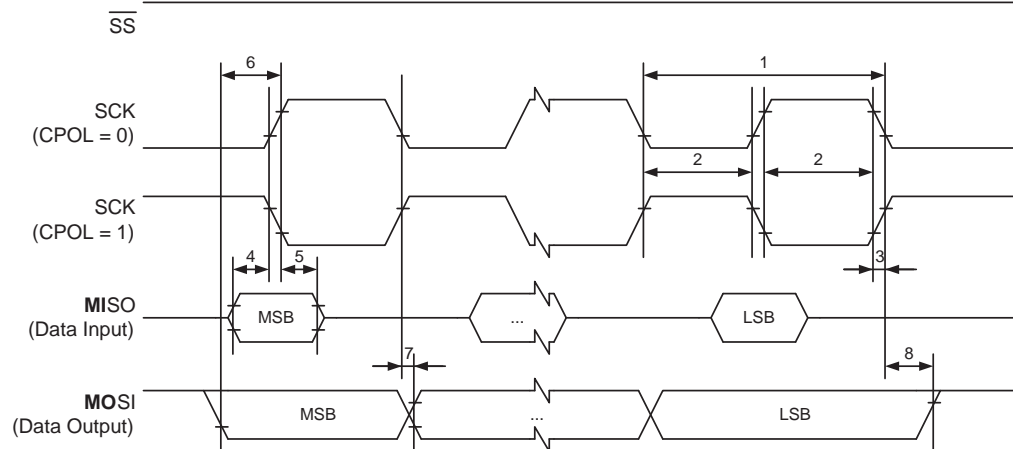 SS
6
1
SCK
(CPOL = 0)
2
2
SCK
(CPOL = 1)
4
5
3
MISO
(Data Input)
MSB
...
LSB
7
8
MOSI
(Data Output)
MSB
...
LSB